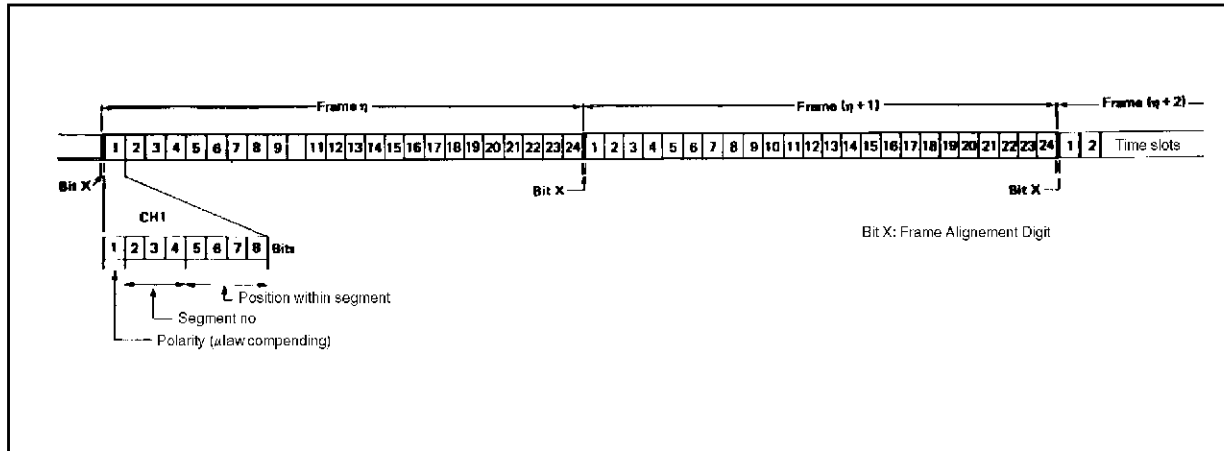 Frame η Frame (η + 1) Frame (η + 2)
1 2 3 4 5 6 7 8 9 11 12 13 14 15 16 17 18 19 20 21 22 23 24 1 2 3 4 5 6 7 8 9 10 11 12 13 14 15 16 17 18 19 20 21 22 23 24 1 2 Time slots
Bit X Bit X Bit X
CH1
Bit X: Frame Alignement Digit
1 2 3 4 5 6 7 8 Bits
Position within segment
Segment no
Polarity (µlaw compending)